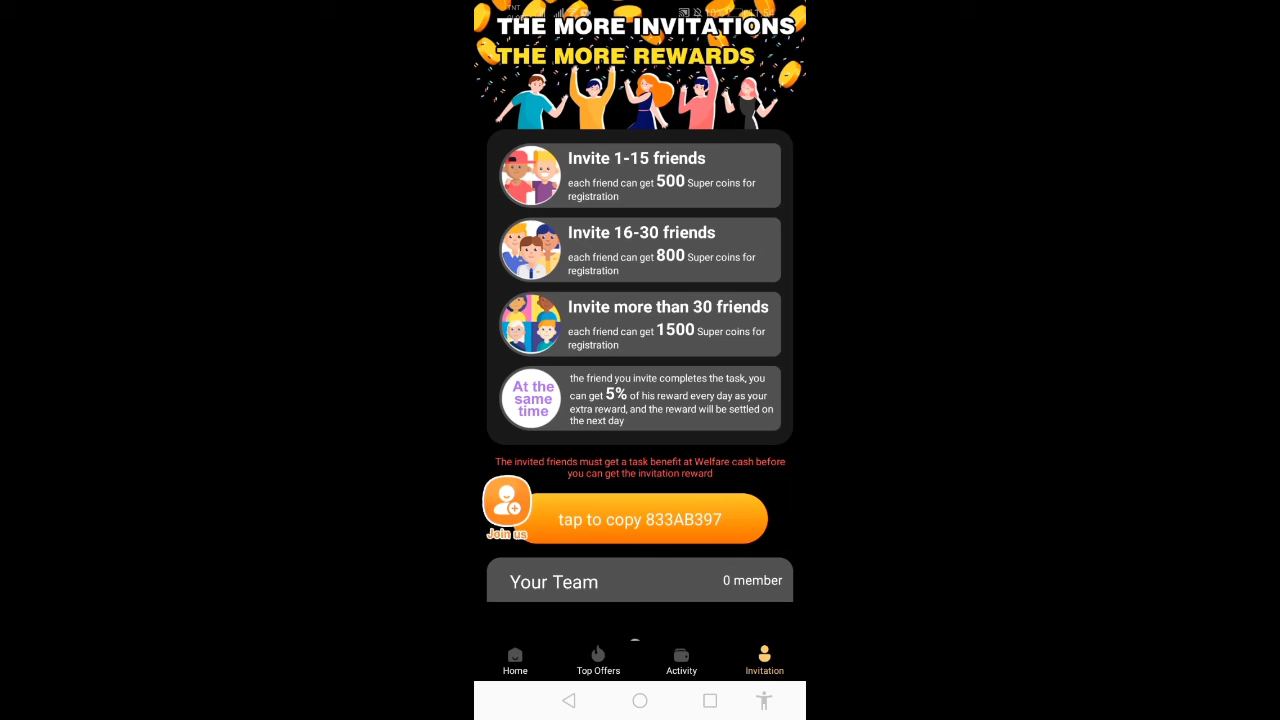 TNT
THE MORE INVITATIONS
THE MORE REWARDS
Invite 1-15 friends
each friend can get 500 Super coins for
registration
Invite 16-30 friends
each friend can get 800 Super coins for
registration
Invite more than 30 friends
each friend can get 1500 Super coins for
registration
At the
same
time
the friend you invite completes the task, you
can get 5% of his reward every day as your
extra reward, and the reward will be settled on
the next day
The invited friends must get a task benefit at Welfare cash before
you can get the invitation reward
tap to copy 833AB397
Join us
Your Team
0 member
Home
Top Offers
Activity
Invitation